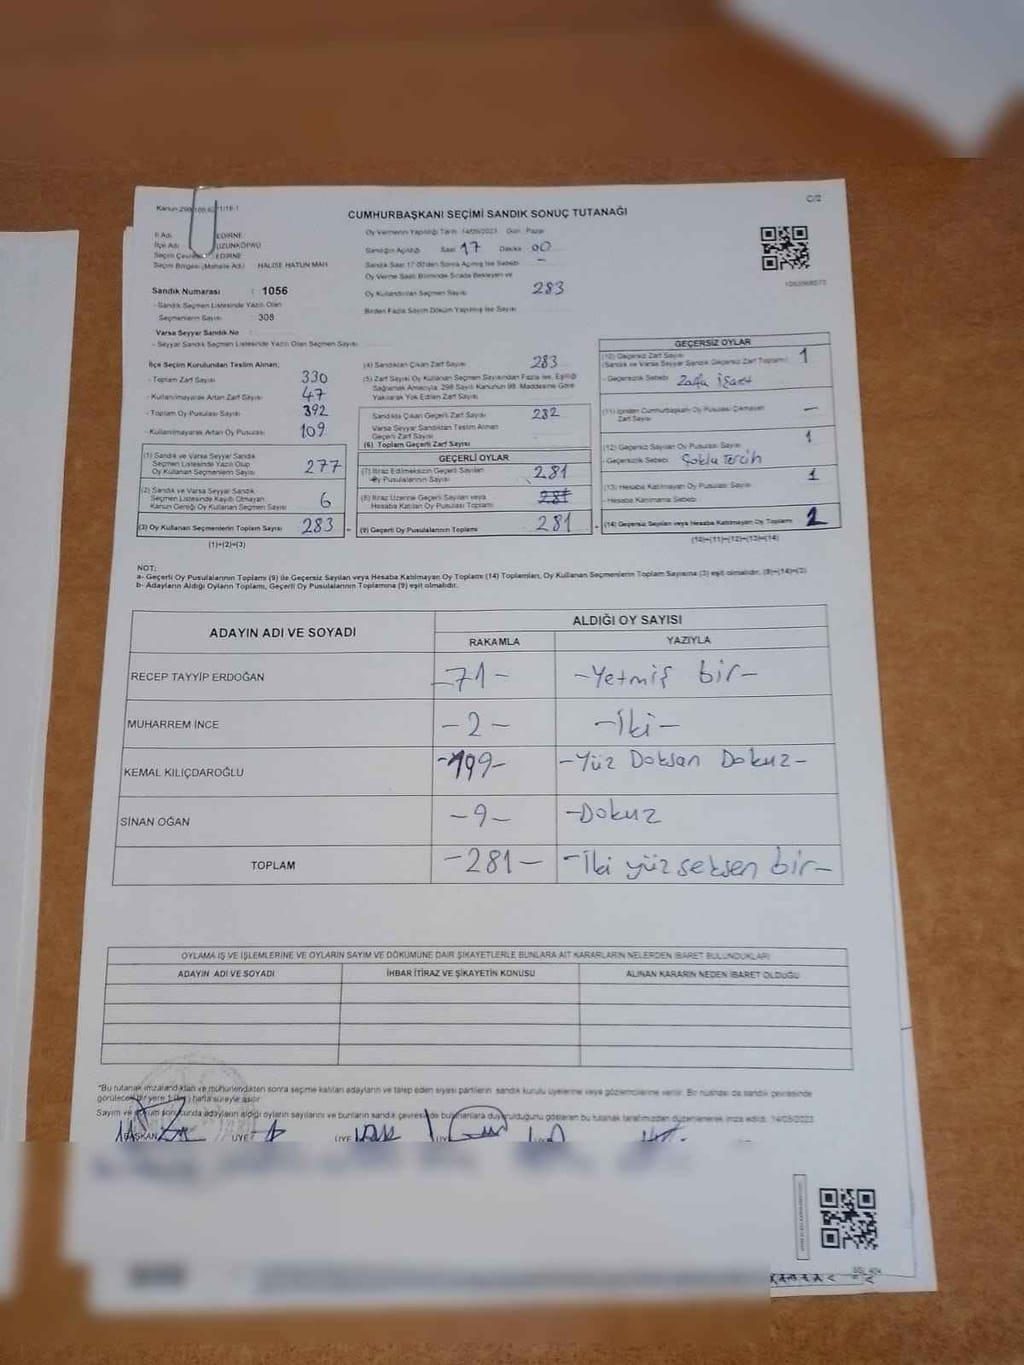 C/2
CUMHURBAŞKANI SEÇİMİ SANDIK SONUÇ TUTANAĞI
İl Adı : EDİRNE
İlçe Adı : UZUNKÖPRÜ
Seçim Çevresi : EDİRNE
Seçim Bölgesi (Mahalle Ad.) HALİSE HATUN MAH
Sandık Numarası : 1056
- Sandık Seçmen Listesinde Yazılı Olan
Seçmenlerin Sayısı : 308
Varsa Seyyar Sandık No
- Seyyar Sandık Seçmen Listesinde Yazılı Olan Seçmen Sayısı
Oy Vermenin Yapıldığı Tarih : 14/05/2023 Gün : Pazar
Sandığın Açıldığı Saat 17 Dakika 00
Sandık Saat 17:00'den Sonra Açılmış İse Sebebi –
Oy Verme Saati Bitiminde Sırada Bekleyen ve
Oy Kullandırılan Seçmen Sayısı 283
Birden Fazla Sayım Döküm Yapılmış İse Sayısı
İlçe Seçim Kurulundan Teslim Alınan;
- Toplam Zarf Sayısı 330
- Kullanılmayarak Artan Zarf Sayısı 47
- Toplam Oy Pusulası Sayısı 392
- Kullanılmayarak Artan Oy Pusulası 109
(1) Sandık ve Varsa Seyyar Sandık
Seçmen Listesinde Yazılı Olup
Oy Kullanan Seçmenlerin Sayısı 277
(2) Sandık ve Varsa Seyyar Sandık
Seçmen Listesinde Kayıtlı Olmayan
Kanun Gereği Oy Kullanan Seçmen Sayısı 6
(3) Oy Kullanan Seçmenlerin Toplam Sayısı 283
(1)+(2)=(3)
(4) Sandıktan Çıkan Zarf Sayısı 283
(5) Zarf Sayısı Oy Kullanan Seçmen Sayısından Fazla İse, Eşitliği
Sağlamak Amacıyla, 298 Sayılı Kanunun 98. Maddesine Göre
Yakılarak Yok Edilen Zarf Sayısı
Sandıkta Çıkan Geçerli Zarf Sayısı 282
Varsa Seyyar Sandıktan Teslim Alınan
Geçerli Zarf Sayısı
(6) Toplam Geçerli Zarf Sayısı
GEÇERLİ OYLAR
(7) İtiraz Edilmeksizin Geçerli Sayılan
Oy Pusulalarının Sayısı 281
(8) İtiraz Üzerine Geçerli Sayılan veya
Hesaba Katılan Oy Pusulası Toplamı 281
(9) Geçerli Oy Pusulalarının Toplamı 281
GEÇERSİZ OYLAR
(10) Geçersiz Zarf Sayısı
(Sandık ve Varsa Seyyar Sandık Geçersiz Zarf Toplamı) 1
- Geçersizlik Sebebi Zarfta İşaret
(11) İçinden Cumhurbaşkanı Oy Pusulası Çıkmayan
Zarf Sayısı –
(12) Geçersiz Sayılan Oy Pusulası Sayısı 1
- Geçersizlik Sebebi Çoklu Tercih
(13) Hesaba Katılmayan Oy Pusulası Sayısı 1
- Hesaba Katılmama Sebebi
(14) Geçersiz Sayılan veya Hesaba Katılmayan Oy Toplamı 2
(10)+(11)+(12)+(13)=(14)
NOT:
a- Geçerli Oy Pusulalarının Toplamı (9) ile Geçersiz Sayılan veya Hesaba Katılmayan Oy Toplamı (14) Toplamları, Oy Kullanan Seçmenlerin Toplam Sayısına (3) eşit olmalıdır. (9)+(14)=(3)
b- Adayların Aldığı Oyların Toplamı, Geçerli Oy Pusulalarının Toplamına (9) eşit olmalıdır.
ADAYIN ADI VE SOYADI
ALDIĞI OY SAYISI
RAKAMLA YAZIYLA
RECEP TAYYİP ERDOĞAN -71- -Yetmiş bir-
MUHARREM İNCE -2- -İki-
KEMAL KILIÇDAROĞLU -199- -Yüz Doksan Dokuz-
SİNAN OĞAN -9- -Dokuz
TOPLAM -281- -İki yüz seksen bir-
OYLAMA İŞ VE İŞLEMLERİNE VE OYLARIN SAYIM VE DÖKÜMÜNE DAİR ŞİKAYETLERLE BUNLARA AİT KARARLARIN NELERDEN İBARET BULUNDUKLARI
ADAYIN ADI VE SOYADI İHBAR İTİRAZ VE ŞİKAYETİN KONUSU ALINAN KARARIN NEDEN İBARET OLDUĞU
*Bu tutanak imzalandıktan ve mühürlendikten sonra seçime katılan adayların ve talep eden siyasi partilerin sandık kurulu üyelerine veya gözlemcilerine verilir. Bir nüshası da sandık çevresinde
görülecek bir yere 1 (bir) hafta süreyle asılır
Sayım ve döküm sonucunda adayların aldığı oyların sayılarını ve bunların sandık çevresinde bulunanlara duyurulduğunu gösteren bu tutanak tarafımızdan düzenlenerek imza edildi. 14/05/2023
BAŞKAN ÜYE ÜYE